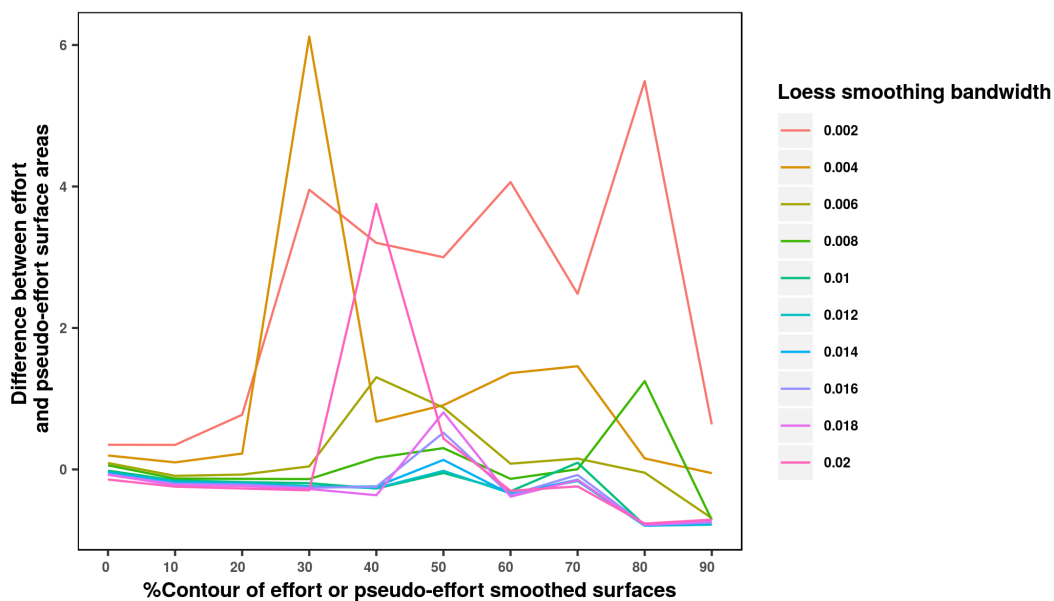 Difference between effort
and pseudo-effort surface areas
6
4
2
0
0 10 20 30 40 50 60 70 80 90
%Contour of effort or pseudo-effort smoothed surfaces
Loess smoothing bandwidth
0.002
0.004
0.006
0.008
0.01
0.012
0.014
0.016
0.018
0.02